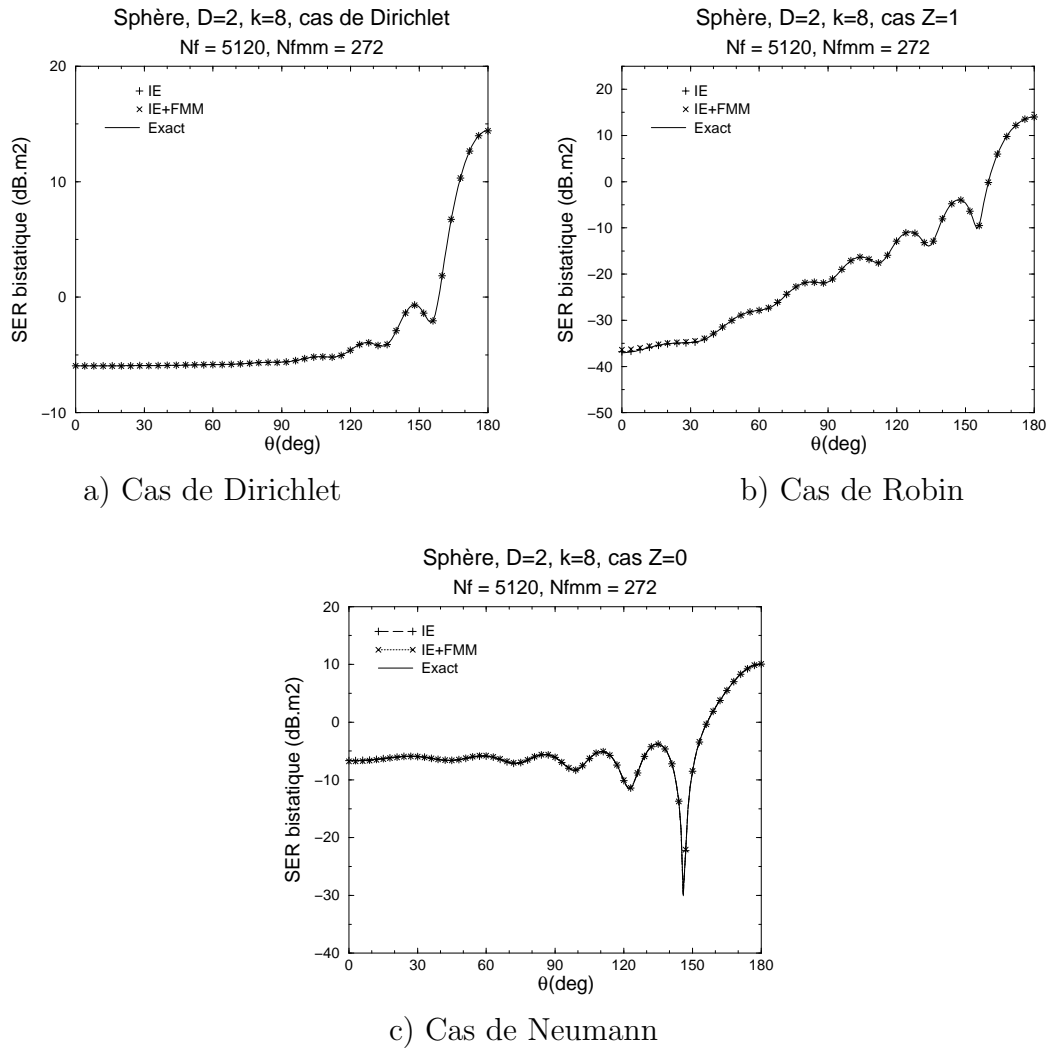 Sphère, D=2, k=8, cas de Dirichlet
Nf = 5120, Nfmm = 272
20
10
0
−10
SER bistatique (dB.m2)
IE
IE+FMM
Exact
0 30 60 90 120 150 180
θ(deg)
a) Cas de Dirichlet
Sphère, D=2, k=8, cas Z=1
Nf = 5120, Nfmm = 272
20
10
0
−10
−20
−30
−40
−50
SER bistatique (dB.m2)
IE
IE+FMM
Exact
0 30 60 90 120 150 180
θ(deg)
b) Cas de Robin
Sphère, D=2, k=8, cas Z=0
Nf = 5120, Nfmm = 272
20
10
0
−10
−20
−30
−40
SER bistatique (dB.m2)
IE
IE+FMM
Exact
0 30 60 90 120 150 180
θ(deg)
c) Cas de Neumann